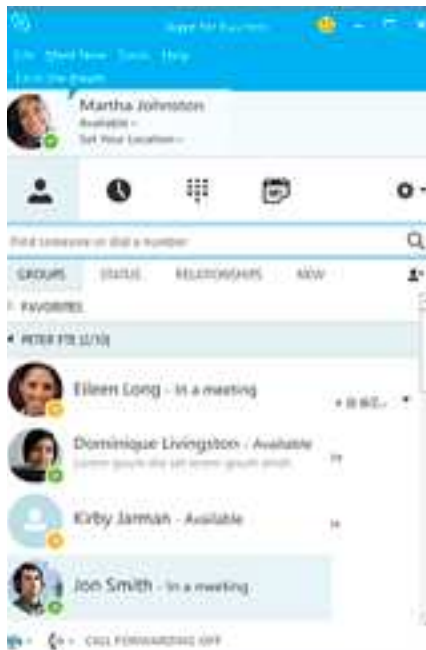 Skype for Business
File Meet Now Tools Help
Martha Johnston
Available
Set Your Location
Find someone or dial a number
GROUPS STATUS RELATIONSHIPS NEW
FAVORITES
Eileen Long - In a meeting
Dominique Livingston - Available
Kirby Jarman - Available
Jon Smith - In a meeting
CALL FORWARDING OFF